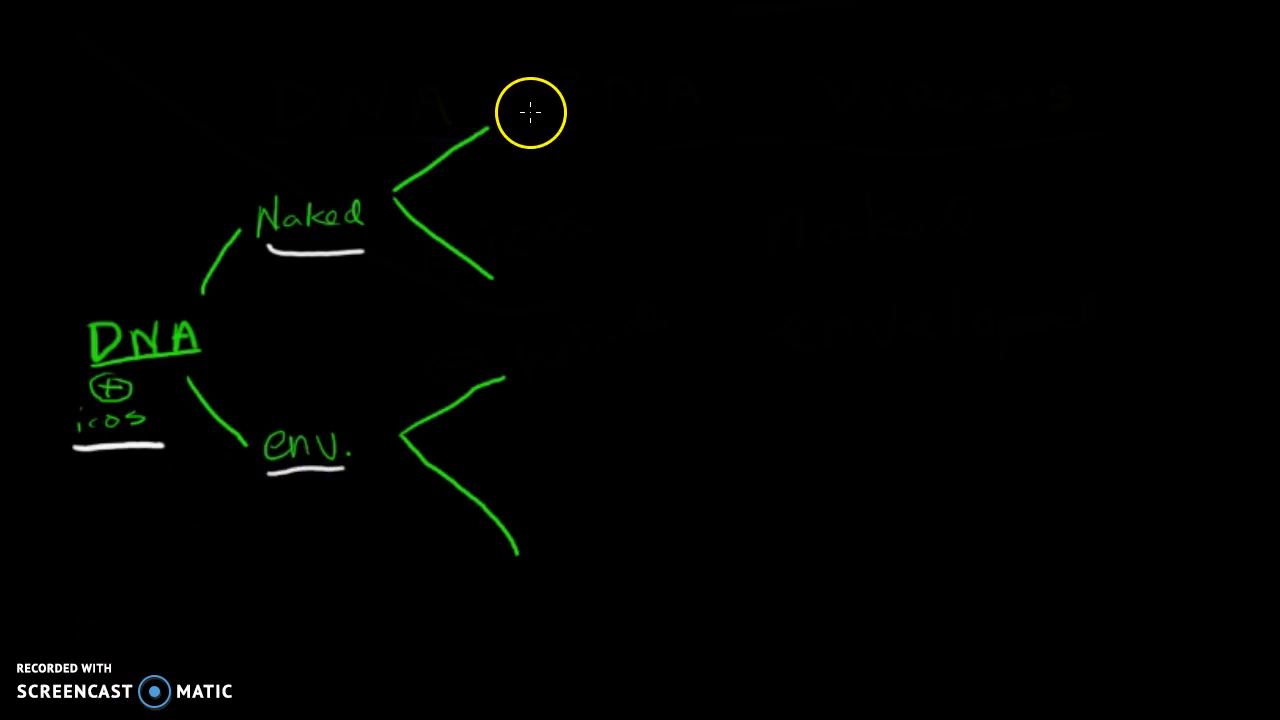 Naked
DNA
+
icos
env.
RECORDED WITH
SCREENCAST MATIC